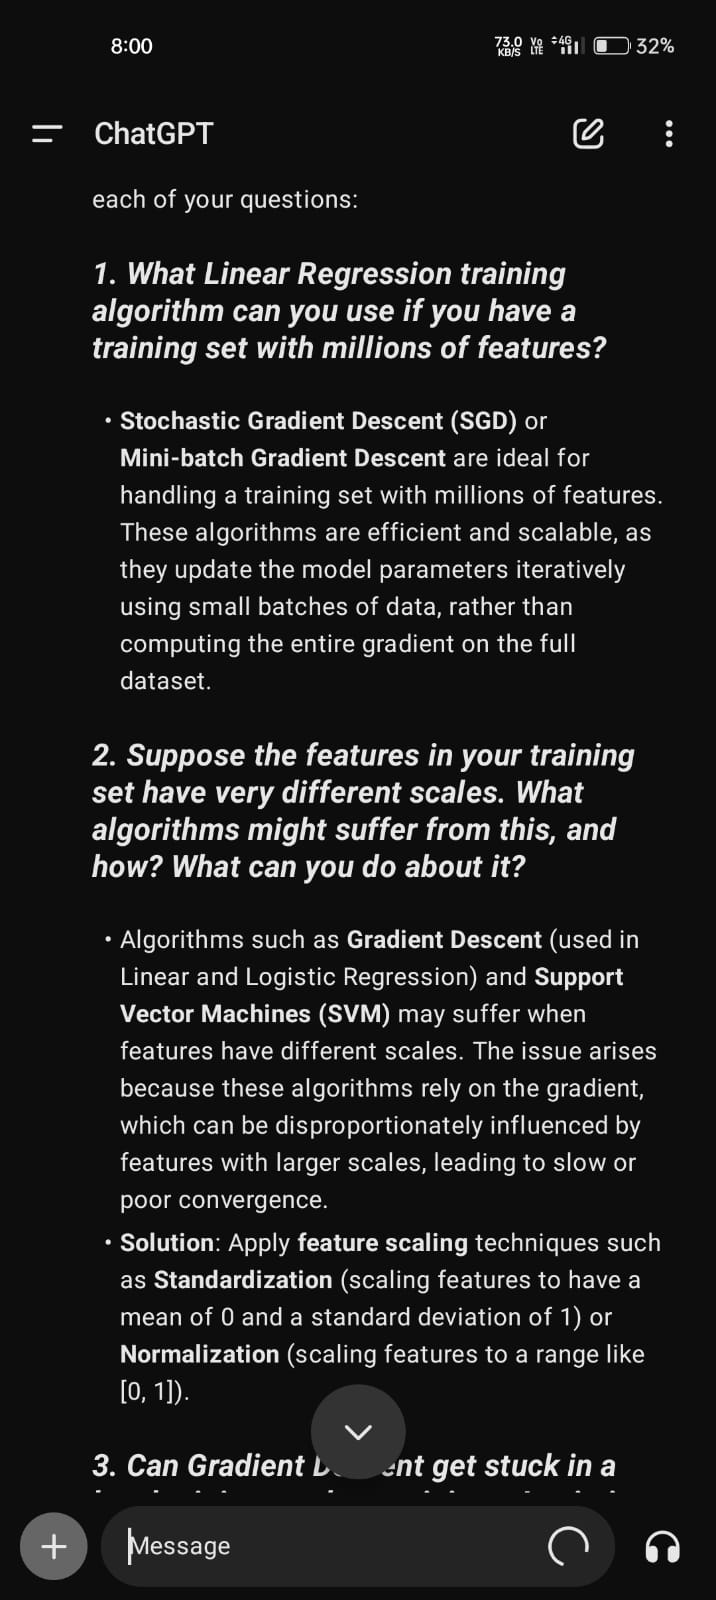 8:00
73.0 KB/S Vo LTE 4G 32%
ChatGPT
each of your questions:
1. What Linear Regression training
algorithm can you use if you have a
training set with millions of features?
• Stochastic Gradient Descent (SGD) or
Mini-batch Gradient Descent are ideal for
handling a training set with millions of features.
These algorithms are efficient and scalable, as
they update the model parameters iteratively
using small batches of data, rather than
computing the entire gradient on the full
dataset.
2. Suppose the features in your training
set have very different scales. What
algorithms might suffer from this, and
how? What can you do about it?
• Algorithms such as Gradient Descent (used in
Linear and Logistic Regression) and Support
Vector Machines (SVM) may suffer when
features have different scales. The issue arises
because these algorithms rely on the gradient,
which can be disproportionately influenced by
features with larger scales, leading to slow or
poor convergence.
• Solution: Apply feature scaling techniques such
as Standardization (scaling features to have a
mean of 0 and a standard deviation of 1) or
Normalization (scaling features to a range like
[0, 1]).
3. Can Gradient get stuck in a
Message